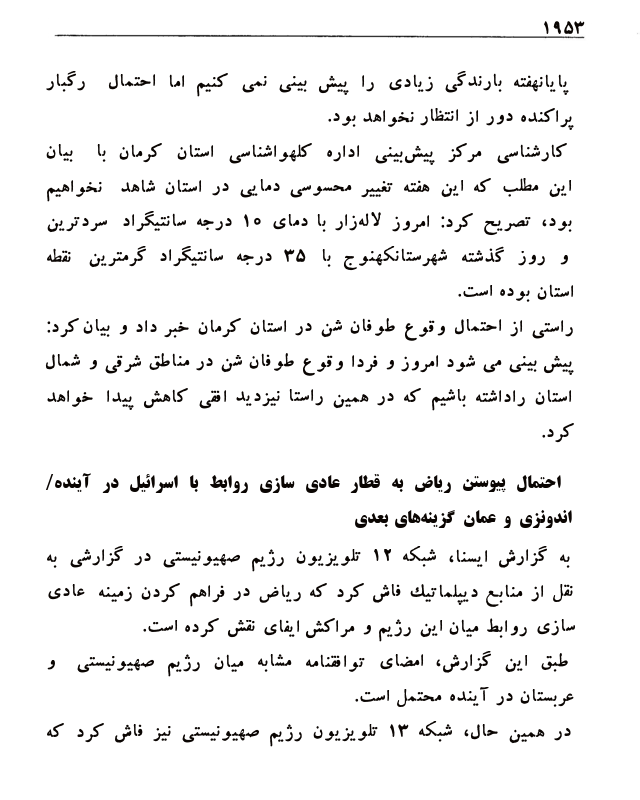 ۱۹۵۳
پایانهفته بارندگی زیادی را پیش بینی نمی کنیم اما احتمال رگبار
پراکنده دور از انتظار نخواهد بود.
کارشناسی مرکز پیش‌بینی اداره کلهواشناسی استان کرمان با بیان
این مطلب که این هفته تغییر محسوسی دمایی در استان شاهد نخواهیم
بود، تصریح کرد: امروز لاله‌زار با دمای ۱۵ درجه سانتیگراد سردترین
و روز گذشته شهرستانکهنوج با ۳۵ درجه سانتیگراد گرمترین نقطه
استان بوده است.
راستی از احتمال وقوع طوفان شن در استان کرمان خبر داد و بیان کرد:
پیش بینی می شود امروز و فردا وقوع طوفان شن در مناطق شرقی و شمال
استان راداشته باشیم که در همین راستا نیزدید افقی کاهش پیدا خواهد
کرد.
احتمال پیوستن ریاض به قطار عادی سازی روابط با اسرائیل در آینده/
اندونزی و عمان گزینه‌های بعدی
به گزارش ایسنا، شبکه ۱۲ تلویزیون رژیم صهیونیستی در گزارشی به
نقل از منابع دیپلماتیك فاش کرد که ریاض در فراهم کردن زمینه عادی
سازی روابط میان این رژیم و مراکش ایفای نقش کرده است.
طبق این گزارش، امضای توافقنامه مشابه میان رژیم صهیونیستی و
عربستان در آینده محتمل است.
در همین حال، شبکه ۱۳ تلویزیون رژیم صهیونیستی نیز فاش کرد که